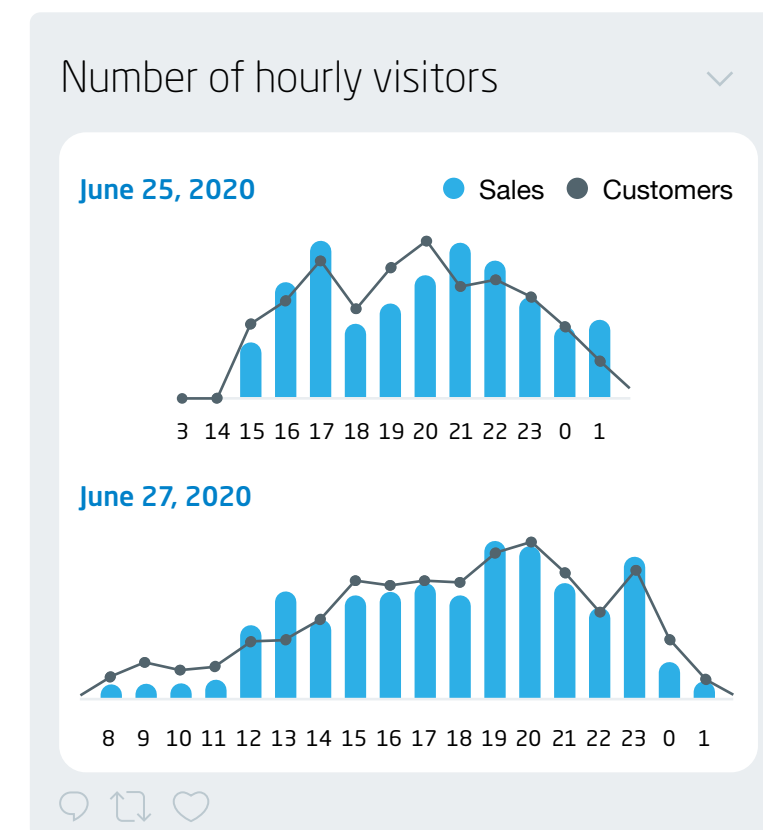 Number of hourly visitors
June 25, 2020 Sales Customers
3 14 15 16 17 18 19 20 21 22 23 0 1
June 27, 2020
8 9 10 11 12 13 14 15 16 17 18 19 20 21 22 23 0 1